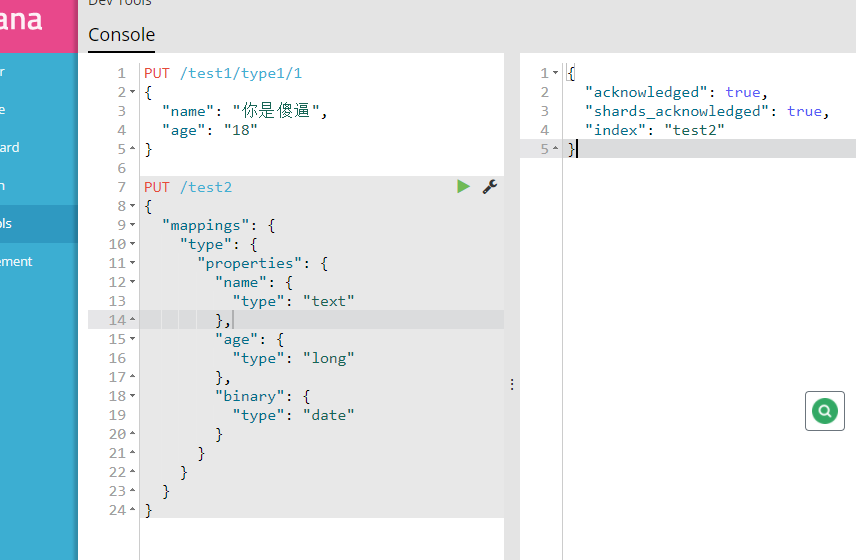 ana
Dev Tools
Console
r
e
ard
n
ols
ement
1 PUT /test1/type1/1
2 {
3 "name": "你是傻逼",
4 "age": "18"
5 }
6
7 PUT /test2
8 {
9 "mappings": {
10 "type": {
11 "properties": {
12 "name": {
13 "type": "text"
14 },
15 "age": {
16 "type": "long"
17 },
18 "binary": {
19 "type": "date"
20 }
21 }
22 }
23 }
24 }
1 {
2 "acknowledged": true,
3 "shards_acknowledged": true,
4 "index": "test2"
5 }